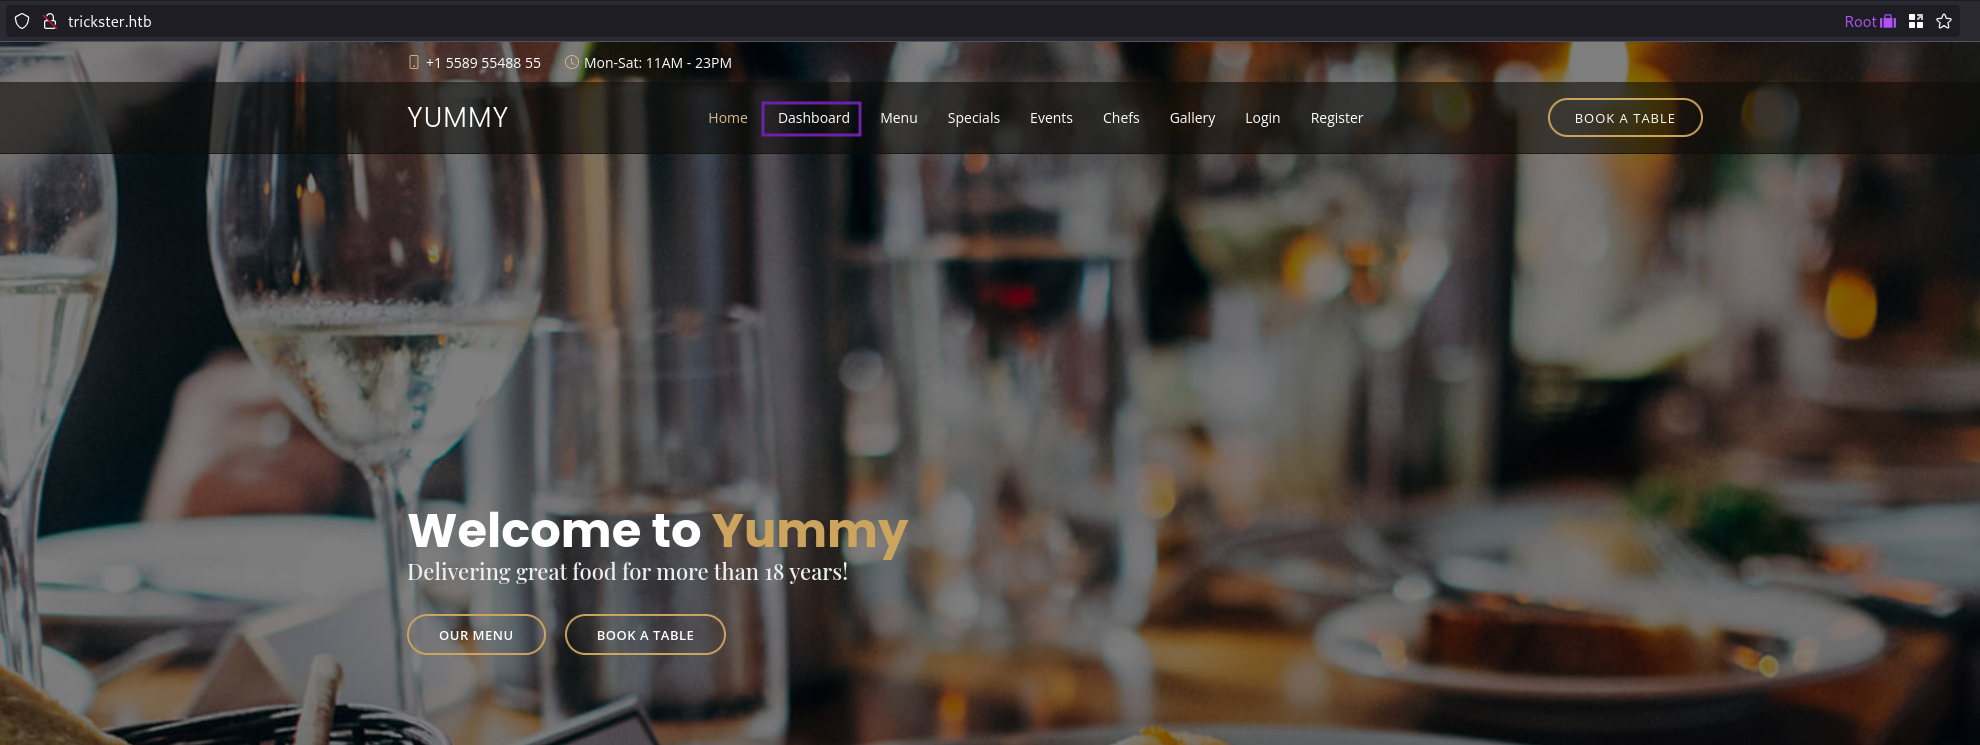 trickster.htb Root
+1 5589 55488 55 Mon-Sat: 11AM - 23PM
YUMMY Home Dashboard Menu Specials Events Chefs Gallery Login Register BOOK A TABLE
Welcome to Yummy
Delivering great food for more than 18 years!
OUR MENU BOOK A TABLE